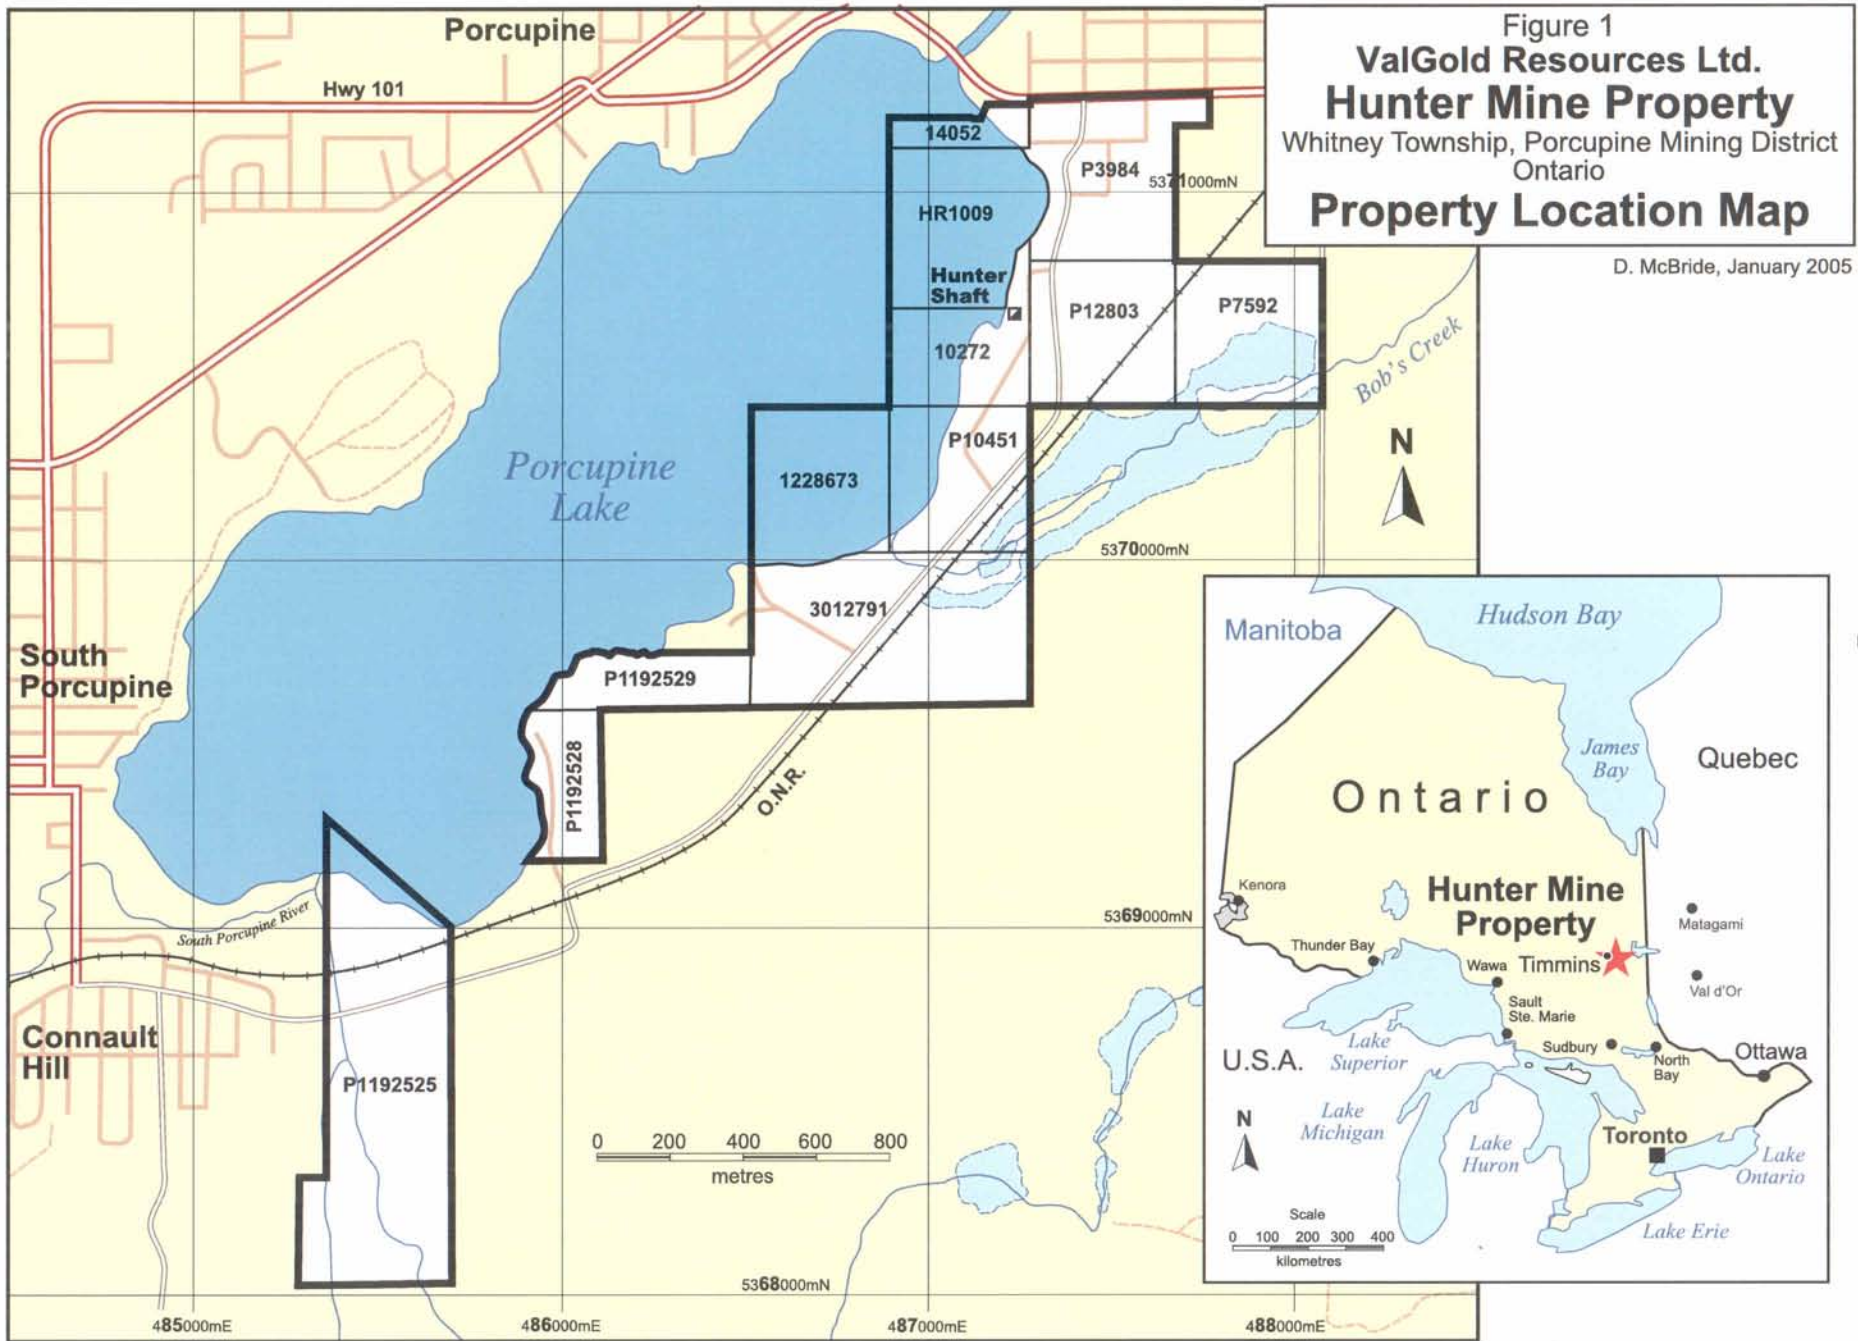 Figure 1
ValGold Resources Ltd.
Hunter Mine Property
Whitney Township, Porcupine Mining District
Ontario
Property Location Map
D. McBride, January 2005
Porcupine
Hwy 101
14052
P3984
5371000mN
HR1009
Hunter
Shaft
P12803
P7592
10272
Bob's Creek
N
P10451
Porcupine
Lake
1228673
5370000mN
3012791
South
Porcupine
P1192529
P1192528
O.N.R.
5369000mN
South Porcupine River
Connault
Hill
P1192525
0 200 400 600 800
metres
5368000mN
485000mE
486000mE
487000mE
488000mE
Hudson Bay
Manitoba
James
Bay
Quebec
Ontario
Kenora
Hunter Mine
Property
Matagami
Thunder Bay
Wawa
Timmins
Val d'Or
Sault
Ste. Marie
Lake
Superior
Sudbury
North
Bay
Ottawa
U.S.A.
N
Lake
Michigan
Lake
Huron
Toronto
Lake
Ontario
Lake Erie
Scale
0 100 200 300 400
kilometres